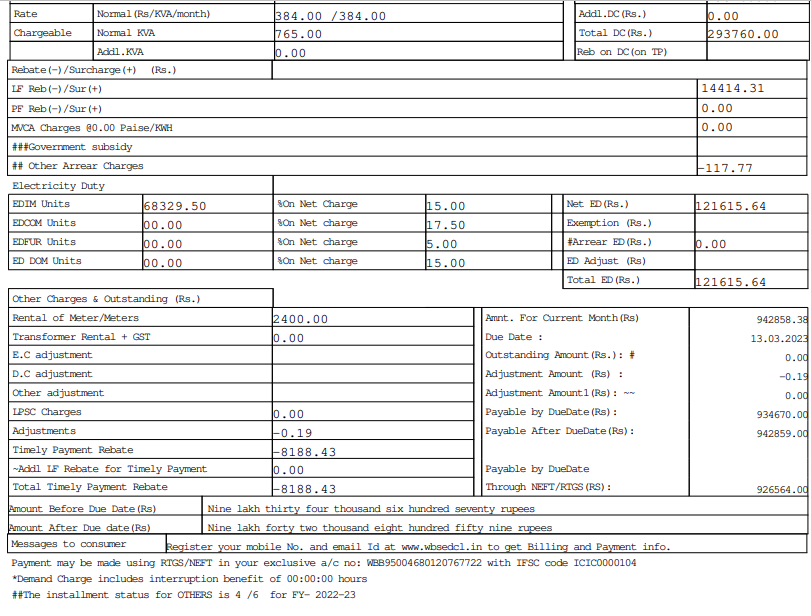 Rate Normal(Rs/KVA/month) 384.00 /384.00 Addl.DC(Rs.) 0.00
Chargeable Normal KVA 765.00 Total DC(Rs.) 293760.00
Addl.KVA 0.00 Reb on DC(on TP)
Rebate(-)/Surcharge(+) (Rs.)
LF Reb(-)/Sur(+) 14414.31
PF Reb(-)/Sur(+) 0.00
MVCA Charges @0.00 Paise/KWH 0.00
###Government subsidy
## Other Arrear Charges -117.77
Electricity Duty
EDIM Units 68329.50 %On Net Charge 15.00 Net ED(Rs.) 121615.64
EDCOM Units 00.00 %On Net charge 17.50 Exemption (Rs.)
EDFUR Units 00.00 %On Net charge 5.00 #Arrear ED(Rs.) 0.00
ED DOM Units 00.00 %On Net Charge 15.00 ED Adjust (Rs)
Total ED(Rs.) 121615.64
Other Charges & Outstanding (Rs.)
Rental of Meter/Meters 2400.00 Amnt. For Current Month(Rs) 942858.38
Transformer Rental + GST 0.00 Due Date : 13.03.2023
E.C adjustment Outstanding Amount(Rs.): # 0.00
D.C adjustment Adjustment Amount (Rs) : -0.19
Other adjustment Adjustment Amount1(Rs): ~~ 0.00
LPSC Charges 0.00 Payable by DueDate(Rs): 934670.00
Adjustments -0.19 Payable After DueDate(Rs): 942859.00
Timely Payment Rebate -8188.43
~Addl LF Rebate for Timely Payment 0.00 Payable by DueDate
Total Timely Payment Rebate -8188.43 Through NEFT/RTGS(RS): 926564.00
Amount Before Due Date(Rs) Nine lakh thirty four thousand six hundred seventy rupees
Amount After Due date(Rs) Nine lakh forty two thousand eight hundred fifty nine rupees
Messages to consumer Register your mobile No. and email Id at www.wbsedcl.in to get Billing and Payment info.
Payment may be made using RTGS/NEFT in your exclusive a/c no: WBB95004680120767722 with IFSC code ICIC0000104
*Demand Charge includes interruption benefit of 00:00:00 hours
##The installment status for OTHERS is 4 /6 for FY- 2022-23